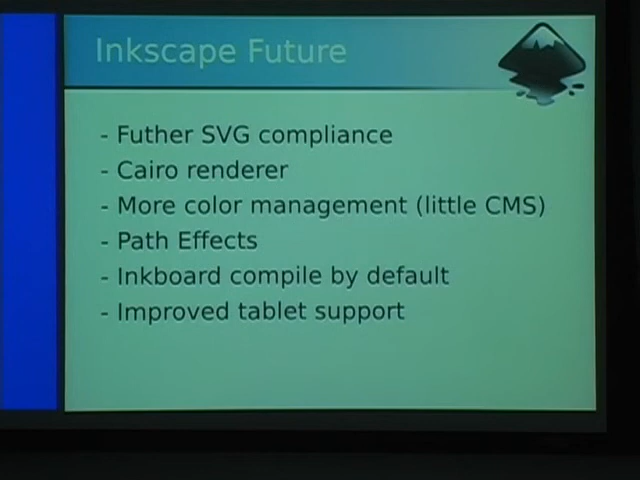 Inkscape Future
- Futher SVG compliance
- Cairo renderer
- More color management (little CMS)
- Path Effects
- Inkboard compile by default
- Improved tablet support